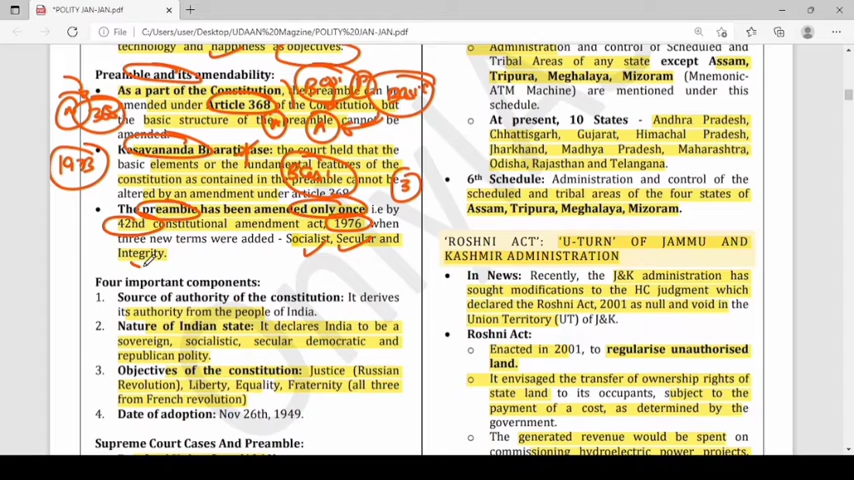 *POLITY JAN-JAN.pdf
File
C:/Users/user/Desktop/UDAAN%20Magzine/POLITY%20JAN-JAN.pdf
technology and happiness as objectives.
Preamble and its amendability:
• As a part of the Constitution, the preamble can be
amended under Article 368 of the Constitution, but
the basic structure of the preamble cannot be
amended.
• Kesavananda Bharati case: the court held that the
basic elements or the fundamental features of the
constitution as contained in the preamble cannot be
altered by an amendment under article 368.
• The preamble has been amended only once i.e by
42nd constitutional amendment act, 1976 when
three new terms were added - Socialist, Secular and
Integrity.
1973
368
3
Four important components:
1. Source of authority of the constitution: It derives
its authority from the people of India.
2. Nature of Indian state: It declares India to be a
sovereign, socialistic, secular democratic and
republican polity.
3. Objectives of the constitution: Justice (Russian
Revolution), Liberty, Equality, Fraternity (all three
from French revolution)
4. Date of adoption: Nov 26th, 1949.
Supreme Court Cases And Preamble:
○ Administration and control of Scheduled and
Tribal Areas of any state except Assam,
Tripura, Meghalaya, Mizoram (Mnemonic-
ATM Machine) are mentioned under this
schedule.
○ At present, 10 States - Andhra Pradesh,
Chhattisgarh, Gujarat, Himachal Pradesh,
Jharkhand, Madhya Pradesh, Maharashtra,
Odisha, Rajasthan and Telangana.
• 6th Schedule: Administration and control of the
scheduled and tribal areas of the four states of
Assam, Tripura, Meghalaya, Mizoram.
‘ROSHNI ACT’: ‘U-TURN’ OF JAMMU AND
KASHMIR ADMINISTRATION
• In News: Recently, the J&K administration has
sought modifications to the HC judgment which
declared the Roshni Act, 2001 as null and void in the
Union Territory (UT) of J&K.
• Roshni Act:
○ Enacted in 2001, to regularise unauthorised
land.
○ It envisaged the transfer of ownership rights of
state land to its occupants, subject to the
payment of a cost, as determined by the
government.
○ The generated revenue would be spent on
commissioning hydroelectric power projects,